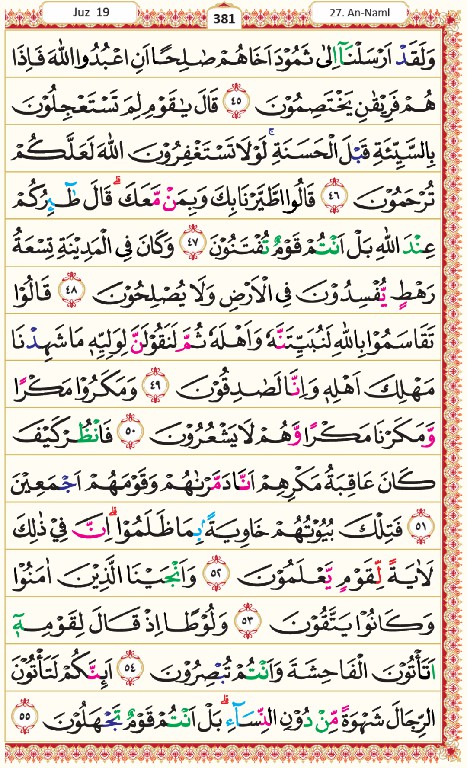 Juz 19
381
27. An-Naml
وَلَقَدْ اَرْسَلْنَآ اِلٰى ثَمُوْدَ اَخَاهُمْ صٰلِحًا اَنِ اعْبُدُوا اللّٰهَ فَاِذَا
هُمْ فَرِيْقٰنِ يَخْتَصِمُوْنَ ٤٥ قَالَ يٰقَوْمِ لِمَ تَسْتَعْجِلُوْنَ
بِالسَّيِّئَةِ قَبْلَ الْحَسَنَةِۚ لَوْلَا تَسْتَغْفِرُوْنَ اللّٰهَ لَعَلَّكُمْ
تُرْحَمُوْنَ ٤٦ قَالُوا اطَّيَّرْنَا بِكَ وَبِمَنْ مَّعَكَۗ قَالَ طٰۤىِٕرُكُمْ
عِنْدَ اللّٰهِ بَلْ اَنْتُمْ قَوْمٌ تُفْتَنُوْنَ ٤٧ وَكَانَ فِى الْمَدِيْنَةِ تِسْعَةُ
رَهْطٍ يُّفْسِدُوْنَ فِى الْاَرْضِ وَلَا يُصْلِحُوْنَ ٤٨ قَالُوْا
تَقَاسَمُوْا بِاللّٰهِ لَنُبَيِّتَنَّهٗ وَاَهْلَهٗ ثُمَّ لَنَقُوْلَنَّ لِوَلِيِّهٖ مَا شَهِدْنَا
مَهْلِكَ اَهْلِهٖ وَاِنَّا لَصٰدِقُوْنَ ٤٩ وَمَكَرُوْا مَكْرًا
وَّمَكَرْنَا مَكْرًا وَّهُمْ لَا يَشْعُرُوْنَ ٥٠ فَانْظُرْ كَيْفَ
كَانَ عَاقِبَةُ مَكْرِهِمْ اَنَّا دَمَّرْنٰهُمْ وَقَوْمَهُمْ اَجْمَعِيْنَ
٥١ فَتِلْكَ بُيُوْتُهُمْ خَاوِيَةً ۢبِمَا ظَلَمُوْاۗ اِنَّ فِيْ ذٰلِكَ
لَاٰيَةً لِّقَوْمٍ يَّعْلَمُوْنَ ٥٢ وَاَنْجَيْنَا الَّذِيْنَ اٰمَنُوْا
وَكَانُوْا يَتَّقُوْنَ ٥٣ وَلُوْطًا اِذْ قَالَ لِقَوْمِهٖٓ
اَتَأْتُوْنَ الْفَاحِشَةَ وَاَنْتُمْ تُبْصِرُوْنَ ٥٤ اَىِٕنَّكُمْ لَتَأْتُوْنَ
الرِّجَالَ شَهْوَةً مِّنْ دُوْنِ النِّسَاۤءِۗ بَلْ اَنْتُمْ قَوْمٌ تَجْهَلُوْنَ ٥٥